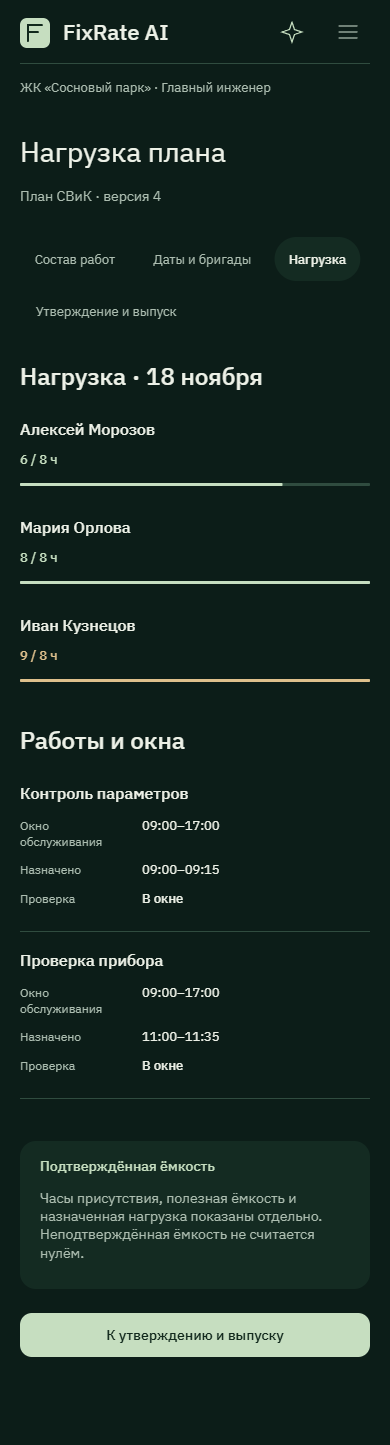 FixRate AI
ЖК «Сосновый парк» · Главный инженер
Нагрузка плана
План СВиК · версия 4
Состав работ
Даты и бригады
Нагрузка
Утверждение и выпуск
Нагрузка · 18 ноября
Алексей Морозов
6 / 8 ч
Мария Орлова
8 / 8 ч
Иван Кузнецов
9 / 8 ч
Работы и окна
Контроль параметров
Окно обслуживания
09:00–17:00
Назначено
09:00–09:15
Проверка
В окне
Проверка прибора
Окно обслуживания
09:00–17:00
Назначено
11:00–11:35
Проверка
В окне
Подтверждённая ёмкость
Часы присутствия, полезная ёмкость и
назначенная нагрузка показаны отдельно.
Неподтверждённая ёмкость не считается
нулём.
К утверждению и выпуску